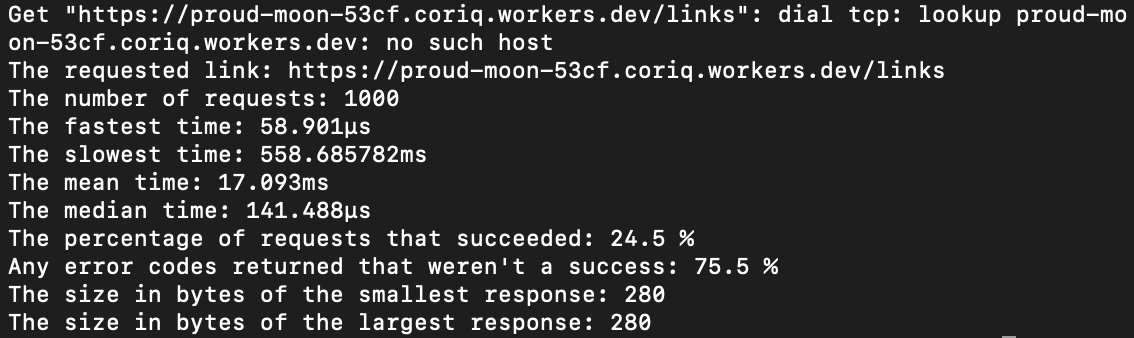 Get "https://proud-moon-53cf.coriq.workers.dev/links": dial tcp: lookup proud-mo
on-53cf.coriq.workers.dev: no such host
The requested link: https://proud-moon-53cf.coriq.workers.dev/links
The number of requests: 1000
The fastest time: 58.901µs
The slowest time: 558.685782ms
The mean time: 17.093ms
The median time: 141.488µs
The percentage of requests that succeeded: 24.5 %
Any error codes returned that weren't a success: 75.5 %
The size in bytes of the smallest response: 280
The size in bytes of the largest response: 280